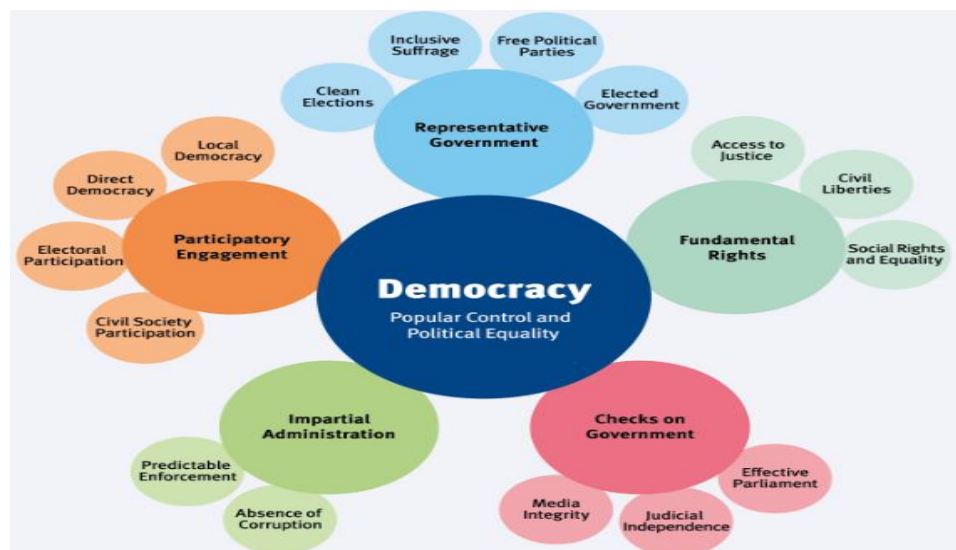 Inclusive
Suffrage
Free Political
Parties
Clean
Elections
Elected
Government
Representative
Government
Local
Democracy
Direct
Democracy
Electoral
Participation
Civil Society
Participation
Participatory
Engagement
Access to
Justice
Civil
Liberties
Social Rights
and Equality
Fundamental
Rights
Democracy
Popular Control and
Political Equality
Impartial
Administration
Predictable
Enforcement
Absence of
Corruption
Checks on
Government
Effective
Parliament
Media
Integrity
Judicial
Independence